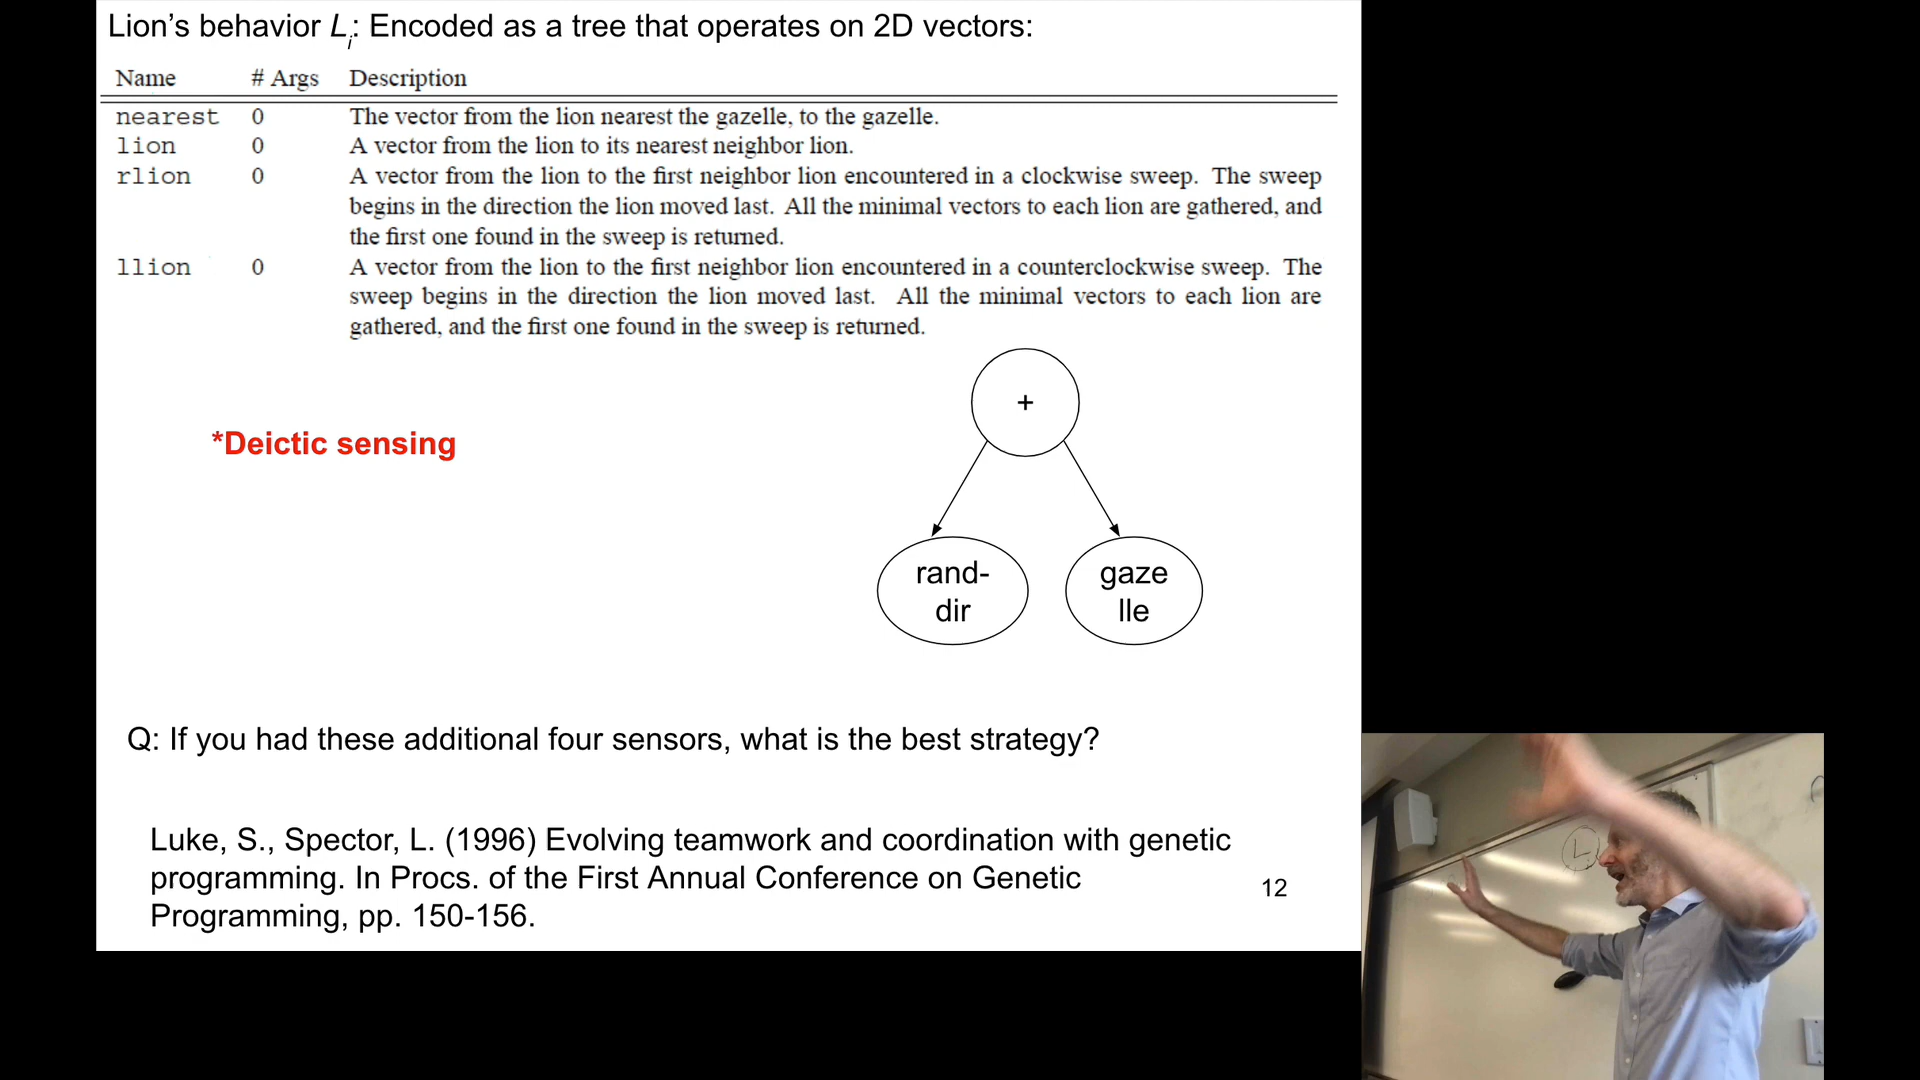 Lion's behavior Li: Encoded as a tree that operates on 2D vectors:
Name # Args Description
nearest 0 The vector from the lion nearest the gazelle, to the gazelle.
lion 0 A vector from the lion to its nearest neighbor lion.
rlion 0 A vector from the lion to the first neighbor lion encountered in a clockwise sweep. The sweep
begins in the direction the lion moved last. All the minimal vectors to each lion are gathered, and
the first one found in the sweep is returned.
llion 0 A vector from the lion to the first neighbor lion encountered in a counterclockwise sweep. The
sweep begins in the direction the lion moved last. All the minimal vectors to each lion are
gathered, and the first one found in the sweep is returned.
+
*Deictic sensing
rand-
dir
gaze
lle
Q: If you had these additional four sensors, what is the best strategy?
Luke, S., Spector, L. (1996) Evolving teamwork and coordination with genetic
programming. In Procs. of the First Annual Conference on Genetic
Programming, pp. 150-156.
12
L